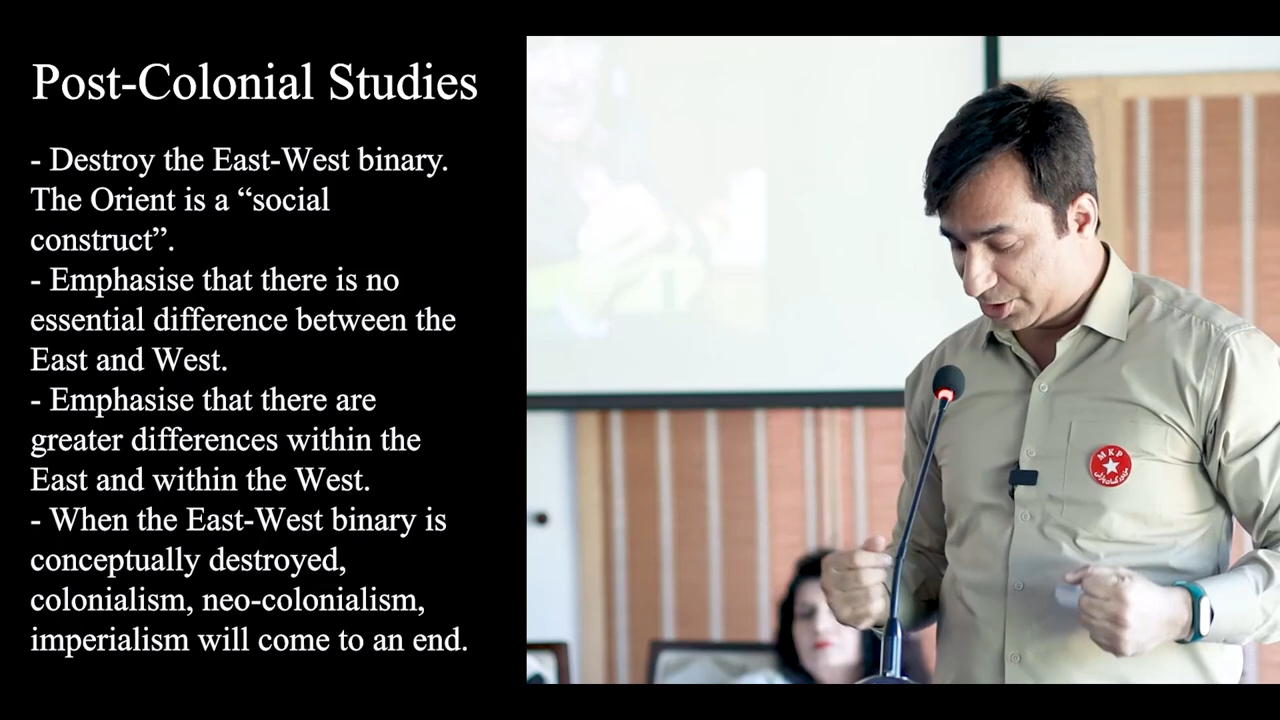 Post-Colonial Studies
- Destroy the East-West binary.
The Orient is a “social
construct”.
- Emphasise that there is no
essential difference between the
East and West.
- Emphasise that there are
greater differences within the
East and within the West.
- When the East-West binary is
conceptually destroyed,
colonialism, neo-colonialism,
imperialism will come to an end.
MKP